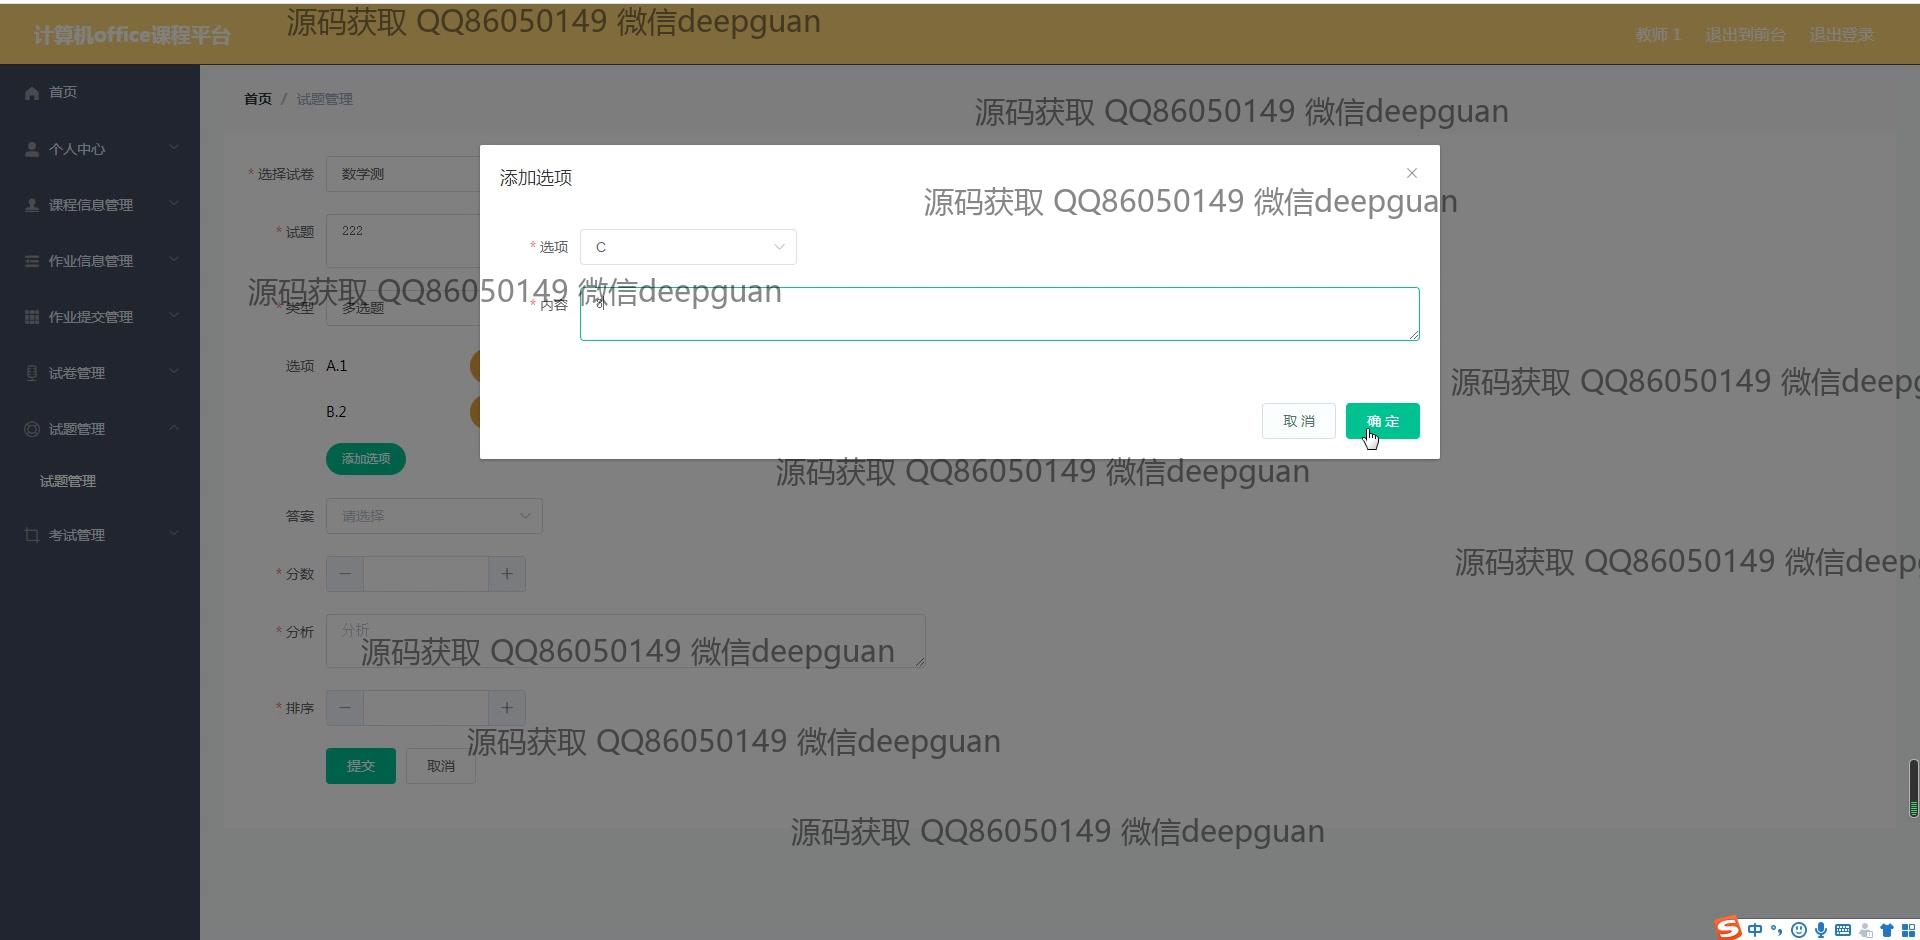 计算机office课程平台
源码获取 QQ86050149 微信deepguan
教师 1 退出到前台 退出登录
首页
个人中心
课程信息管理
作业信息管理
作业提交管理
试卷管理
试题管理
试题管理
考试管理
首页 / 试题管理
源码获取 QQ86050149 微信deepguan
* 选择试卷 数学测
* 试题 222
* 类型 多选题
选项 A.1
B.2
添加选项
答案 请选择
* 分数 − +
* 分析 分析
* 排序 − +
提交 取消
添加选项
源码获取 QQ86050149 微信deepguan
* 选项 C
源码获取 QQ86050149 微信deepguan
* 内容
取消 确定
源码获取 QQ86050149 微信deep
源码获取 QQ86050149 微信deepguan
源码获取 QQ86050149 微信deep
源码获取 QQ86050149 微信deepguan
源码获取 QQ86050149 微信deepguan
源码获取 QQ86050149 微信deepguan
中